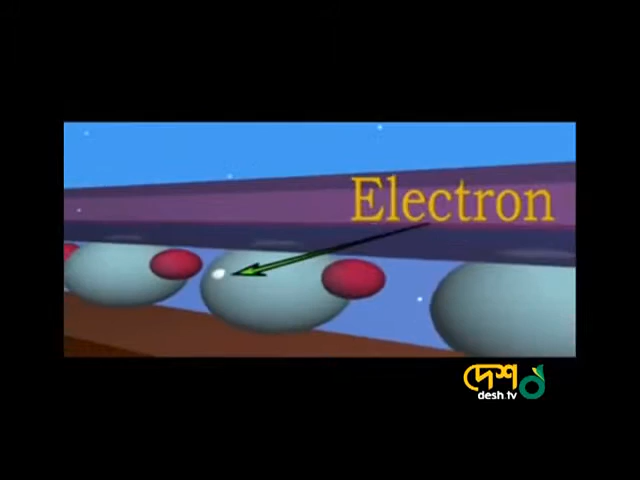 Electron
দেশ
desh.tv